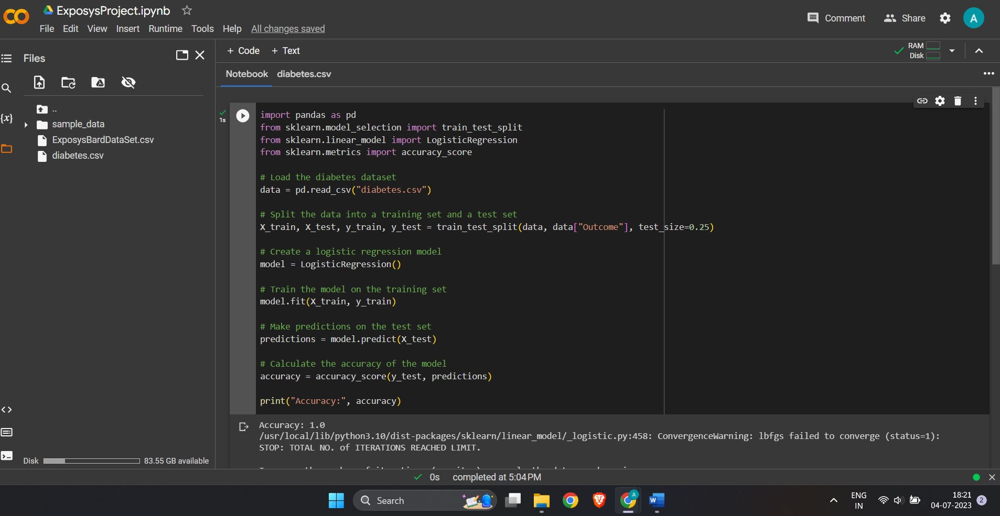 ExposysProject.ipynb
File Edit View Insert Runtime Tools Help All changes saved
Comment Share A
Files
+ Code + Text
RAM
Disk
Notebook diabetes.csv
..
sample_data
ExposysBardDataSet.csv
diabetes.csv
{x}
1s
import pandas as pd
from sklearn.model_selection import train_test_split
from sklearn.linear_model import LogisticRegression
from sklearn.metrics import accuracy_score
# Load the diabetes dataset
data = pd.read_csv("diabetes.csv")
# Split the data into a training set and a test set
X_train, X_test, y_train, y_test = train_test_split(data, data["Outcome"], test_size=0.25)
# Create a logistic regression model
model = LogisticRegression()
# Train the model on the training set
model.fit(X_train, y_train)
# Make predictions on the test set
predictions = model.predict(X_test)
# Calculate the accuracy of the model
accuracy = accuracy_score(y_test, predictions)
print("Accuracy:", accuracy)
Accuracy: 1.0
/usr/local/lib/python3.10/dist-packages/sklearn/linear_model/_logistic.py:458: ConvergenceWarning: lbfgs failed to converge (status=1):
STOP: TOTAL NO. of ITERATIONS REACHED LIMIT.
Disk 83.55 GB available
0s completed at 5:04 PM
Search
A
W
ENG
IN
18:21
04-07-2023
2